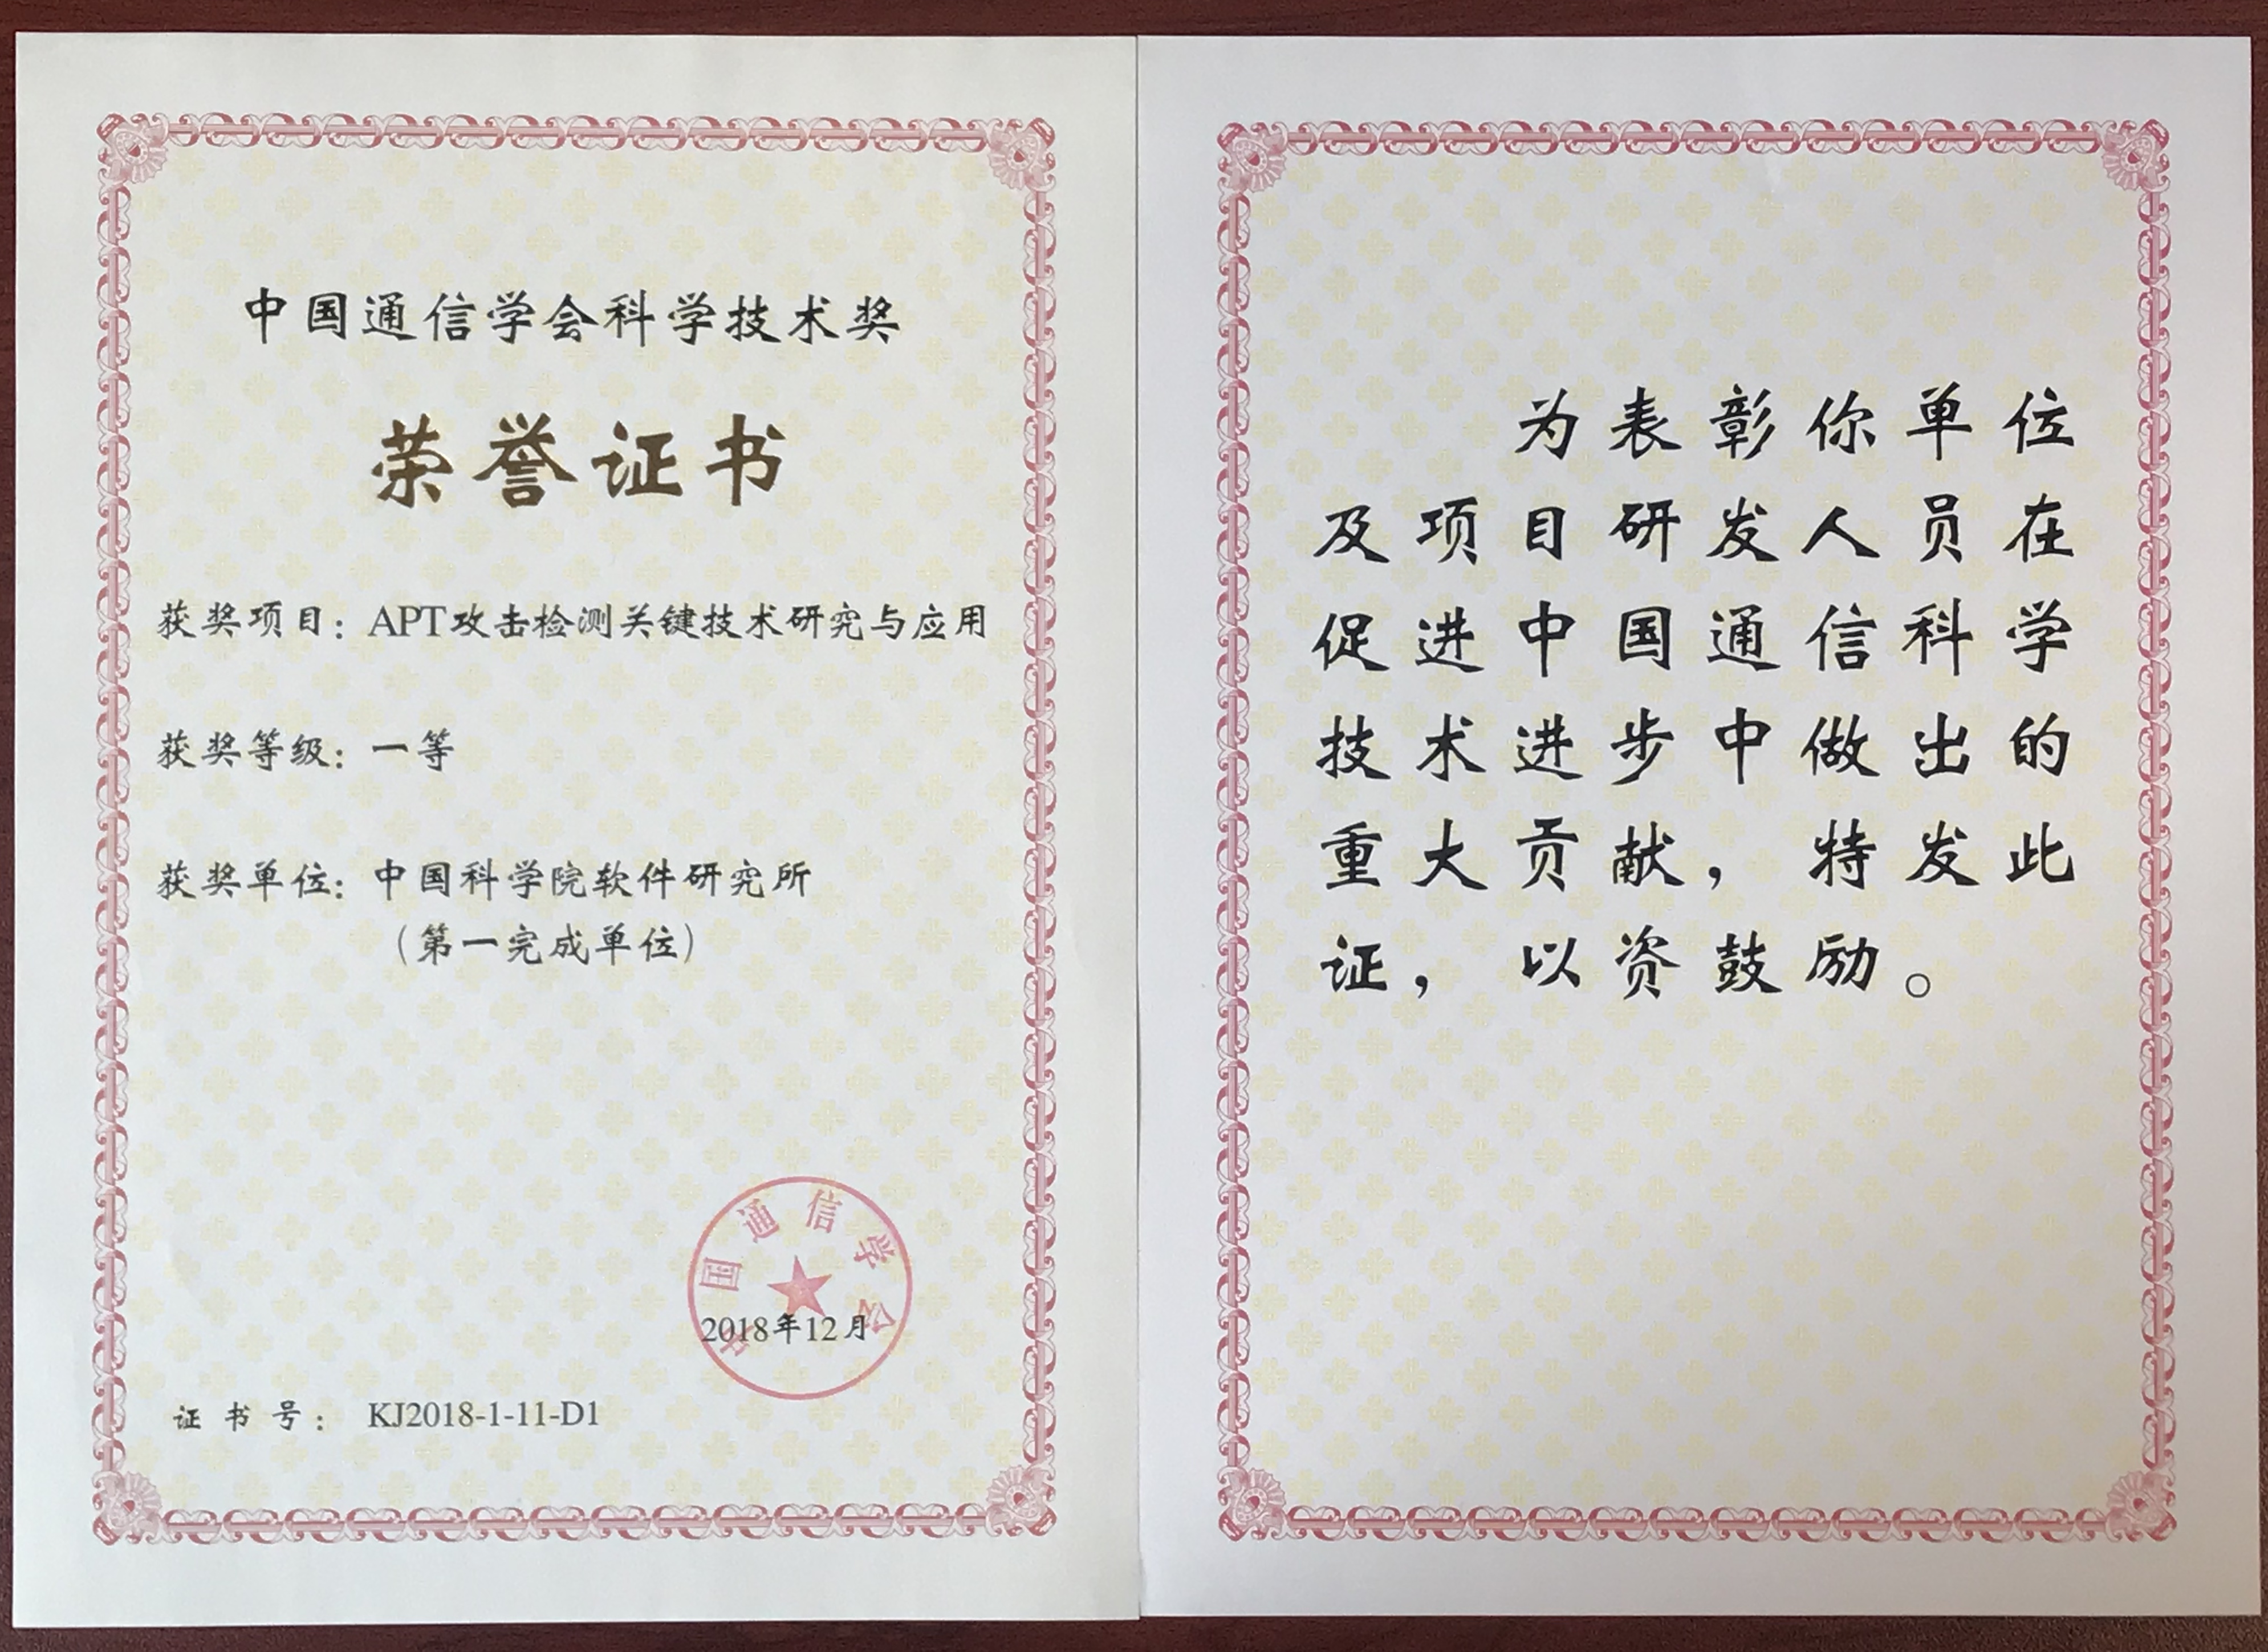 中国通信学会科学技术奖
荣誉证书
获奖项目：APT攻击检测关键技术研究与应用
获奖等级：一等
获奖单位：中国科学院软件研究所
（第一完成单位）
中国通信学会
2018年12月
证书号：KJ2018-1-11-D1
为表彰你单位
及项目研发人员在
促进中国通信科学
技术进步中做出的
重大贡献，特发此
证，以资鼓励。